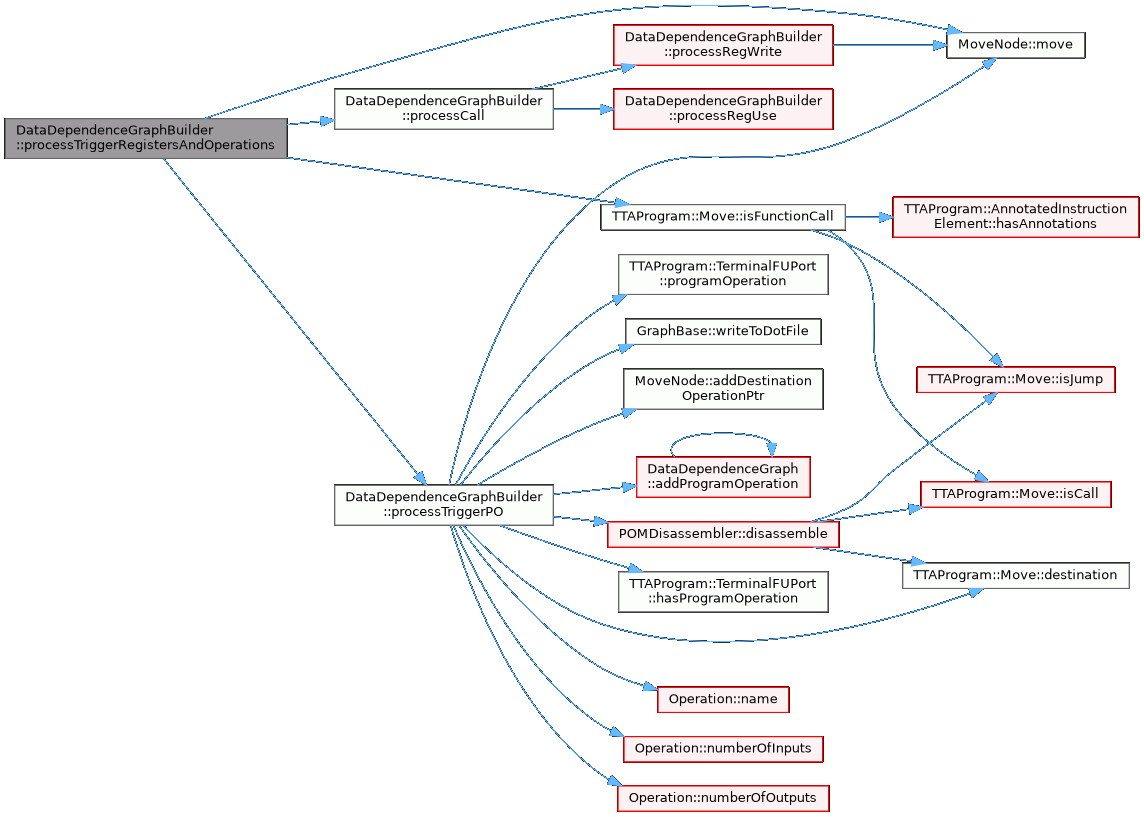 DataDependenceGraphBuilder
::processTriggerRegistersAndOperations
DataDependenceGraphBuilder
::processCall
DataDependenceGraphBuilder
::processRegWrite
DataDependenceGraphBuilder
::processRegUse
MoveNode::move
TTAProgram::Move::isFunctionCall
TTAProgram::AnnotatedInstruction
Element::hasAnnotations
TTAProgram::TerminalFUPort
::programOperation
GraphBase::writeToDotFile
MoveNode::addDestination
OperationPtr
TTAProgram::Move::isJump
DataDependenceGraph
::addProgramOperation
DataDependenceGraphBuilder
::processTriggerPO
TTAProgram::Move::isCall
POMDisassembler::disassemble
TTAProgram::Move::destination
TTAProgram::TerminalFUPort
::hasProgramOperation
Operation::name
Operation::numberOfInputs
Operation::numberOfOutputs